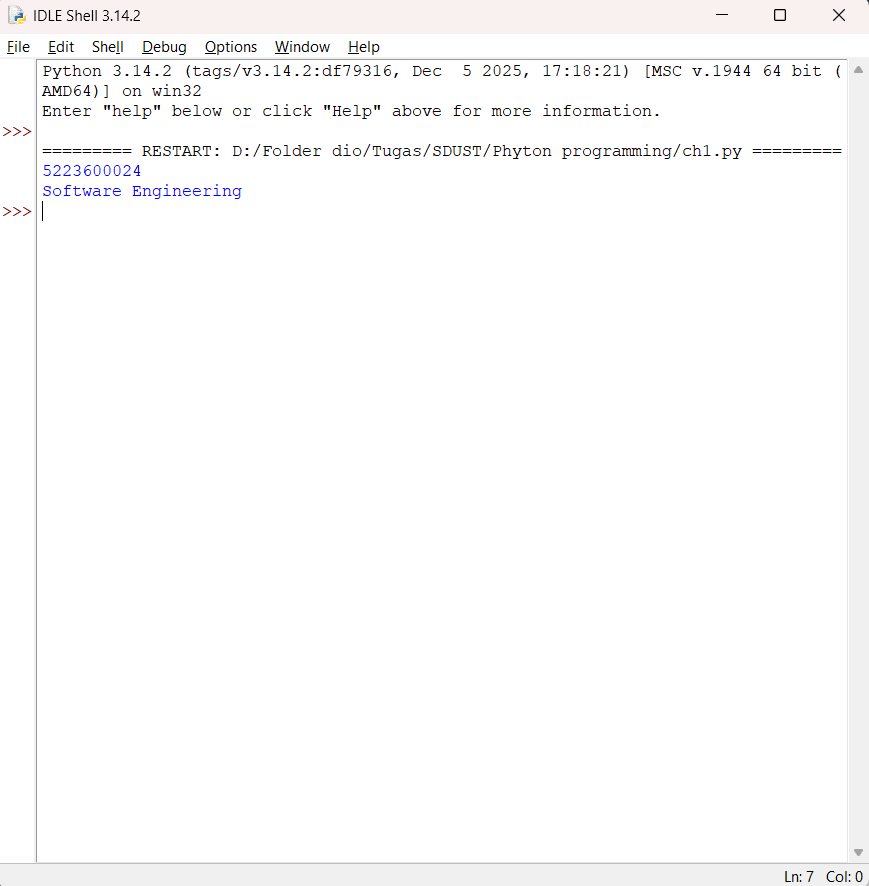 IDLE Shell 3.14.2
File Edit Shell Debug Options Window Help
Python 3.14.2 (tags/v3.14.2:df79316, Dec  5 2025, 17:18:21) [MSC v.1944 64 bit (
AMD64)] on win32
Enter "help" below or click "Help" above for more information.
>>>
========= RESTART: D:/Folder dio/Tugas/SDUST/Phyton programming/ch1.py =========
5223600024
Software Engineering
>>>
Ln: 7 Col: 0